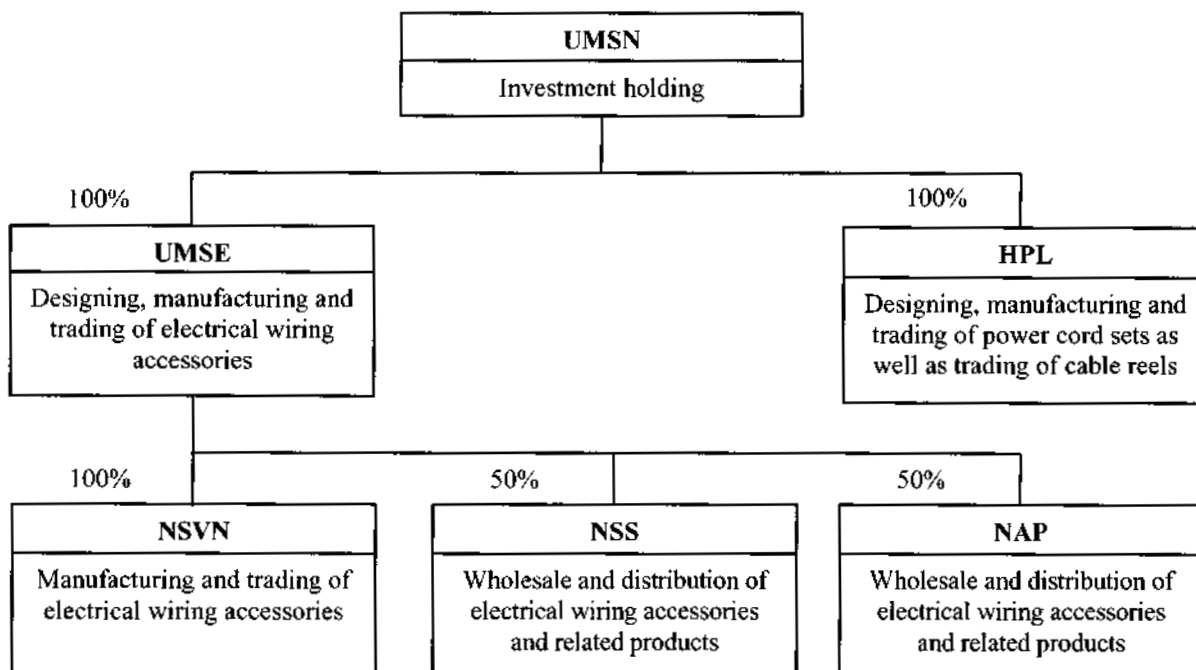 UMSN
Investment holding
100%
100%
UMSE
Designing, manufacturing and
trading of electrical wiring
accessories
HPL
Designing, manufacturing and
trading of power cord sets as
well as trading of cable reels
100%
50%
50%
NSVN
Manufacturing and trading of
electrical wiring accessories
NSS
Wholesale and distribution of
electrical wiring accessories
and related products
NAP
Wholesale and distribution of
electrical wiring accessories
and related products